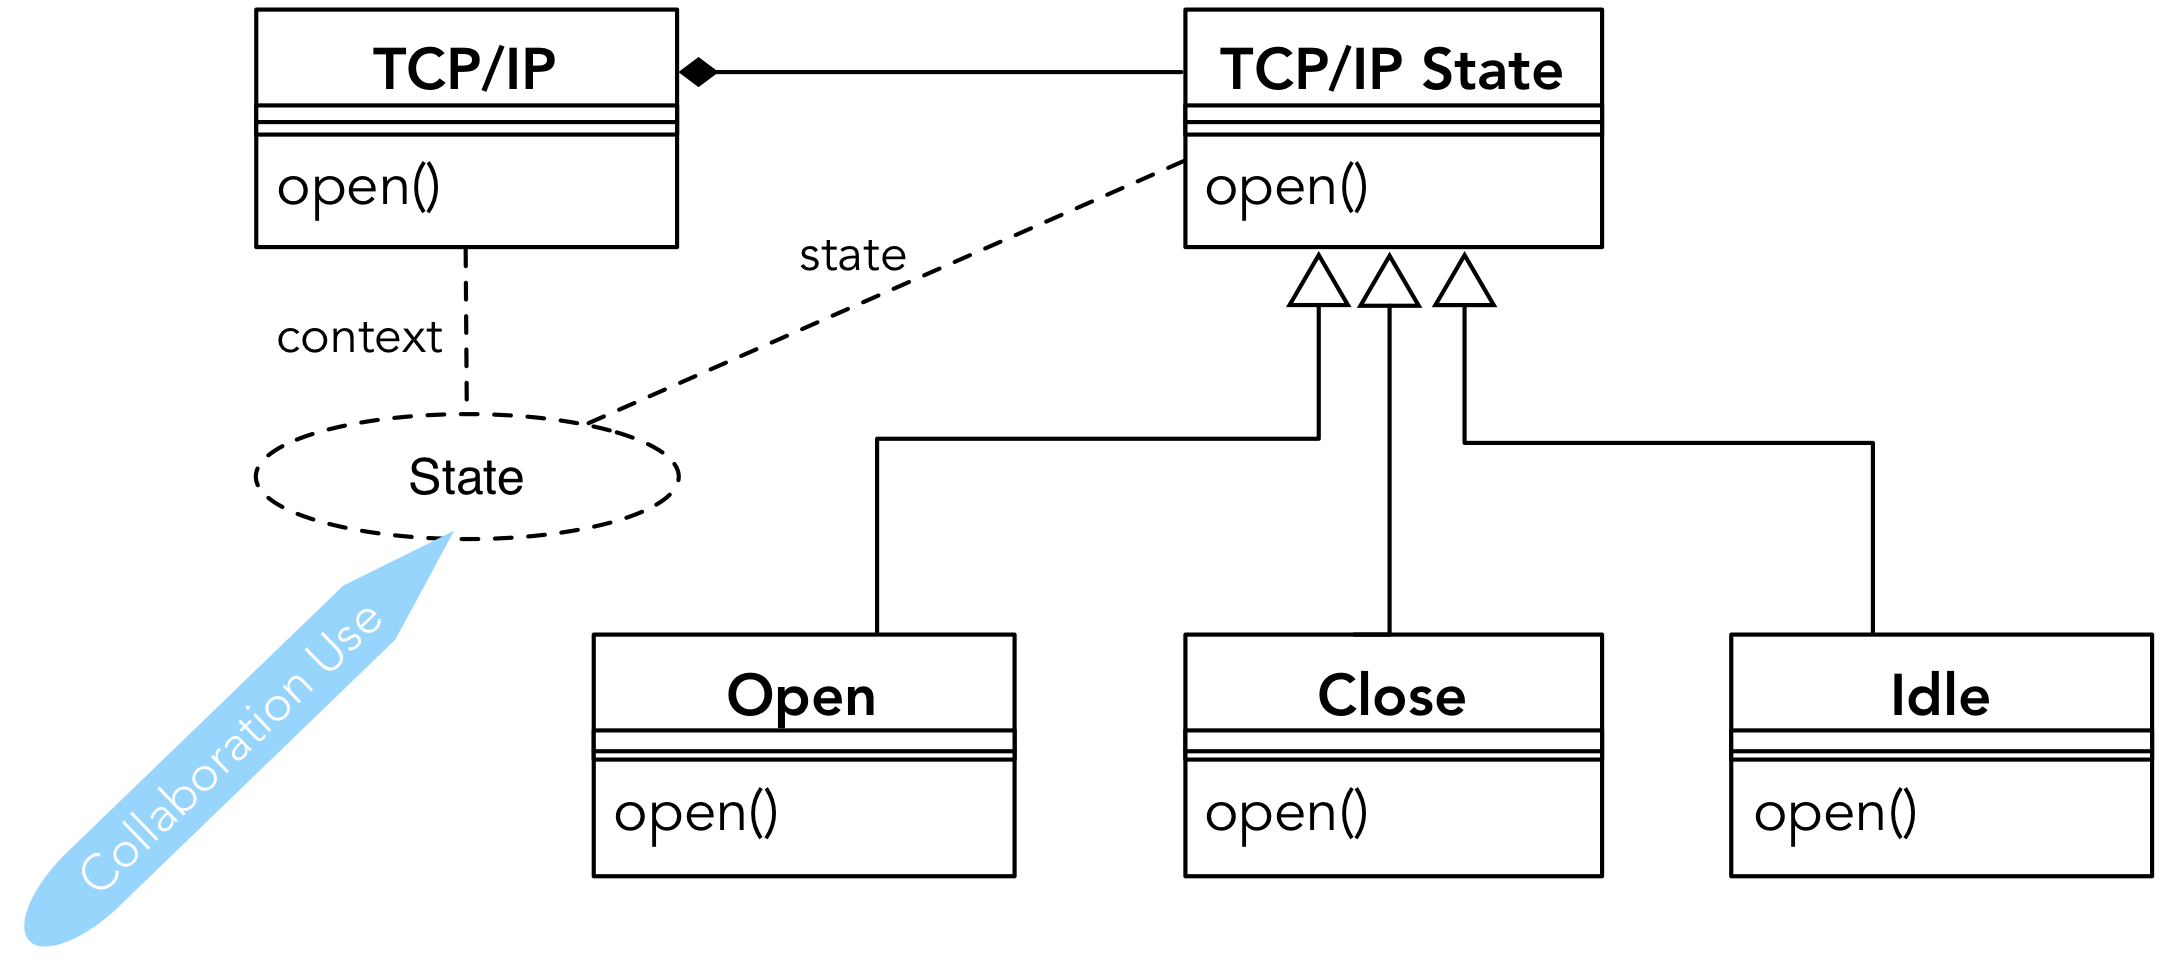 TCP/IP
TCP/IP State
open()
open()
state
context
State
Collaboration Use
Open
Close
Idle
open()
open()
open()